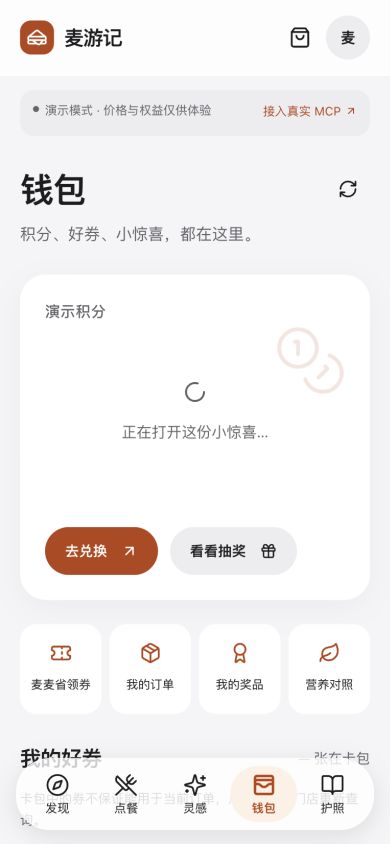 麦游记
麦
演示模式 · 价格与权益仅供体验
接入真实 MCP
钱包
积分、好券、小惊喜，都在这里。
演示积分
正在打开这份小惊喜...
去兑换
看看抽奖
麦麦省领券
我的订单
我的奖品
营养对照
我的好券
一 张在卡包
发现
点餐
灵感
钱包
护照